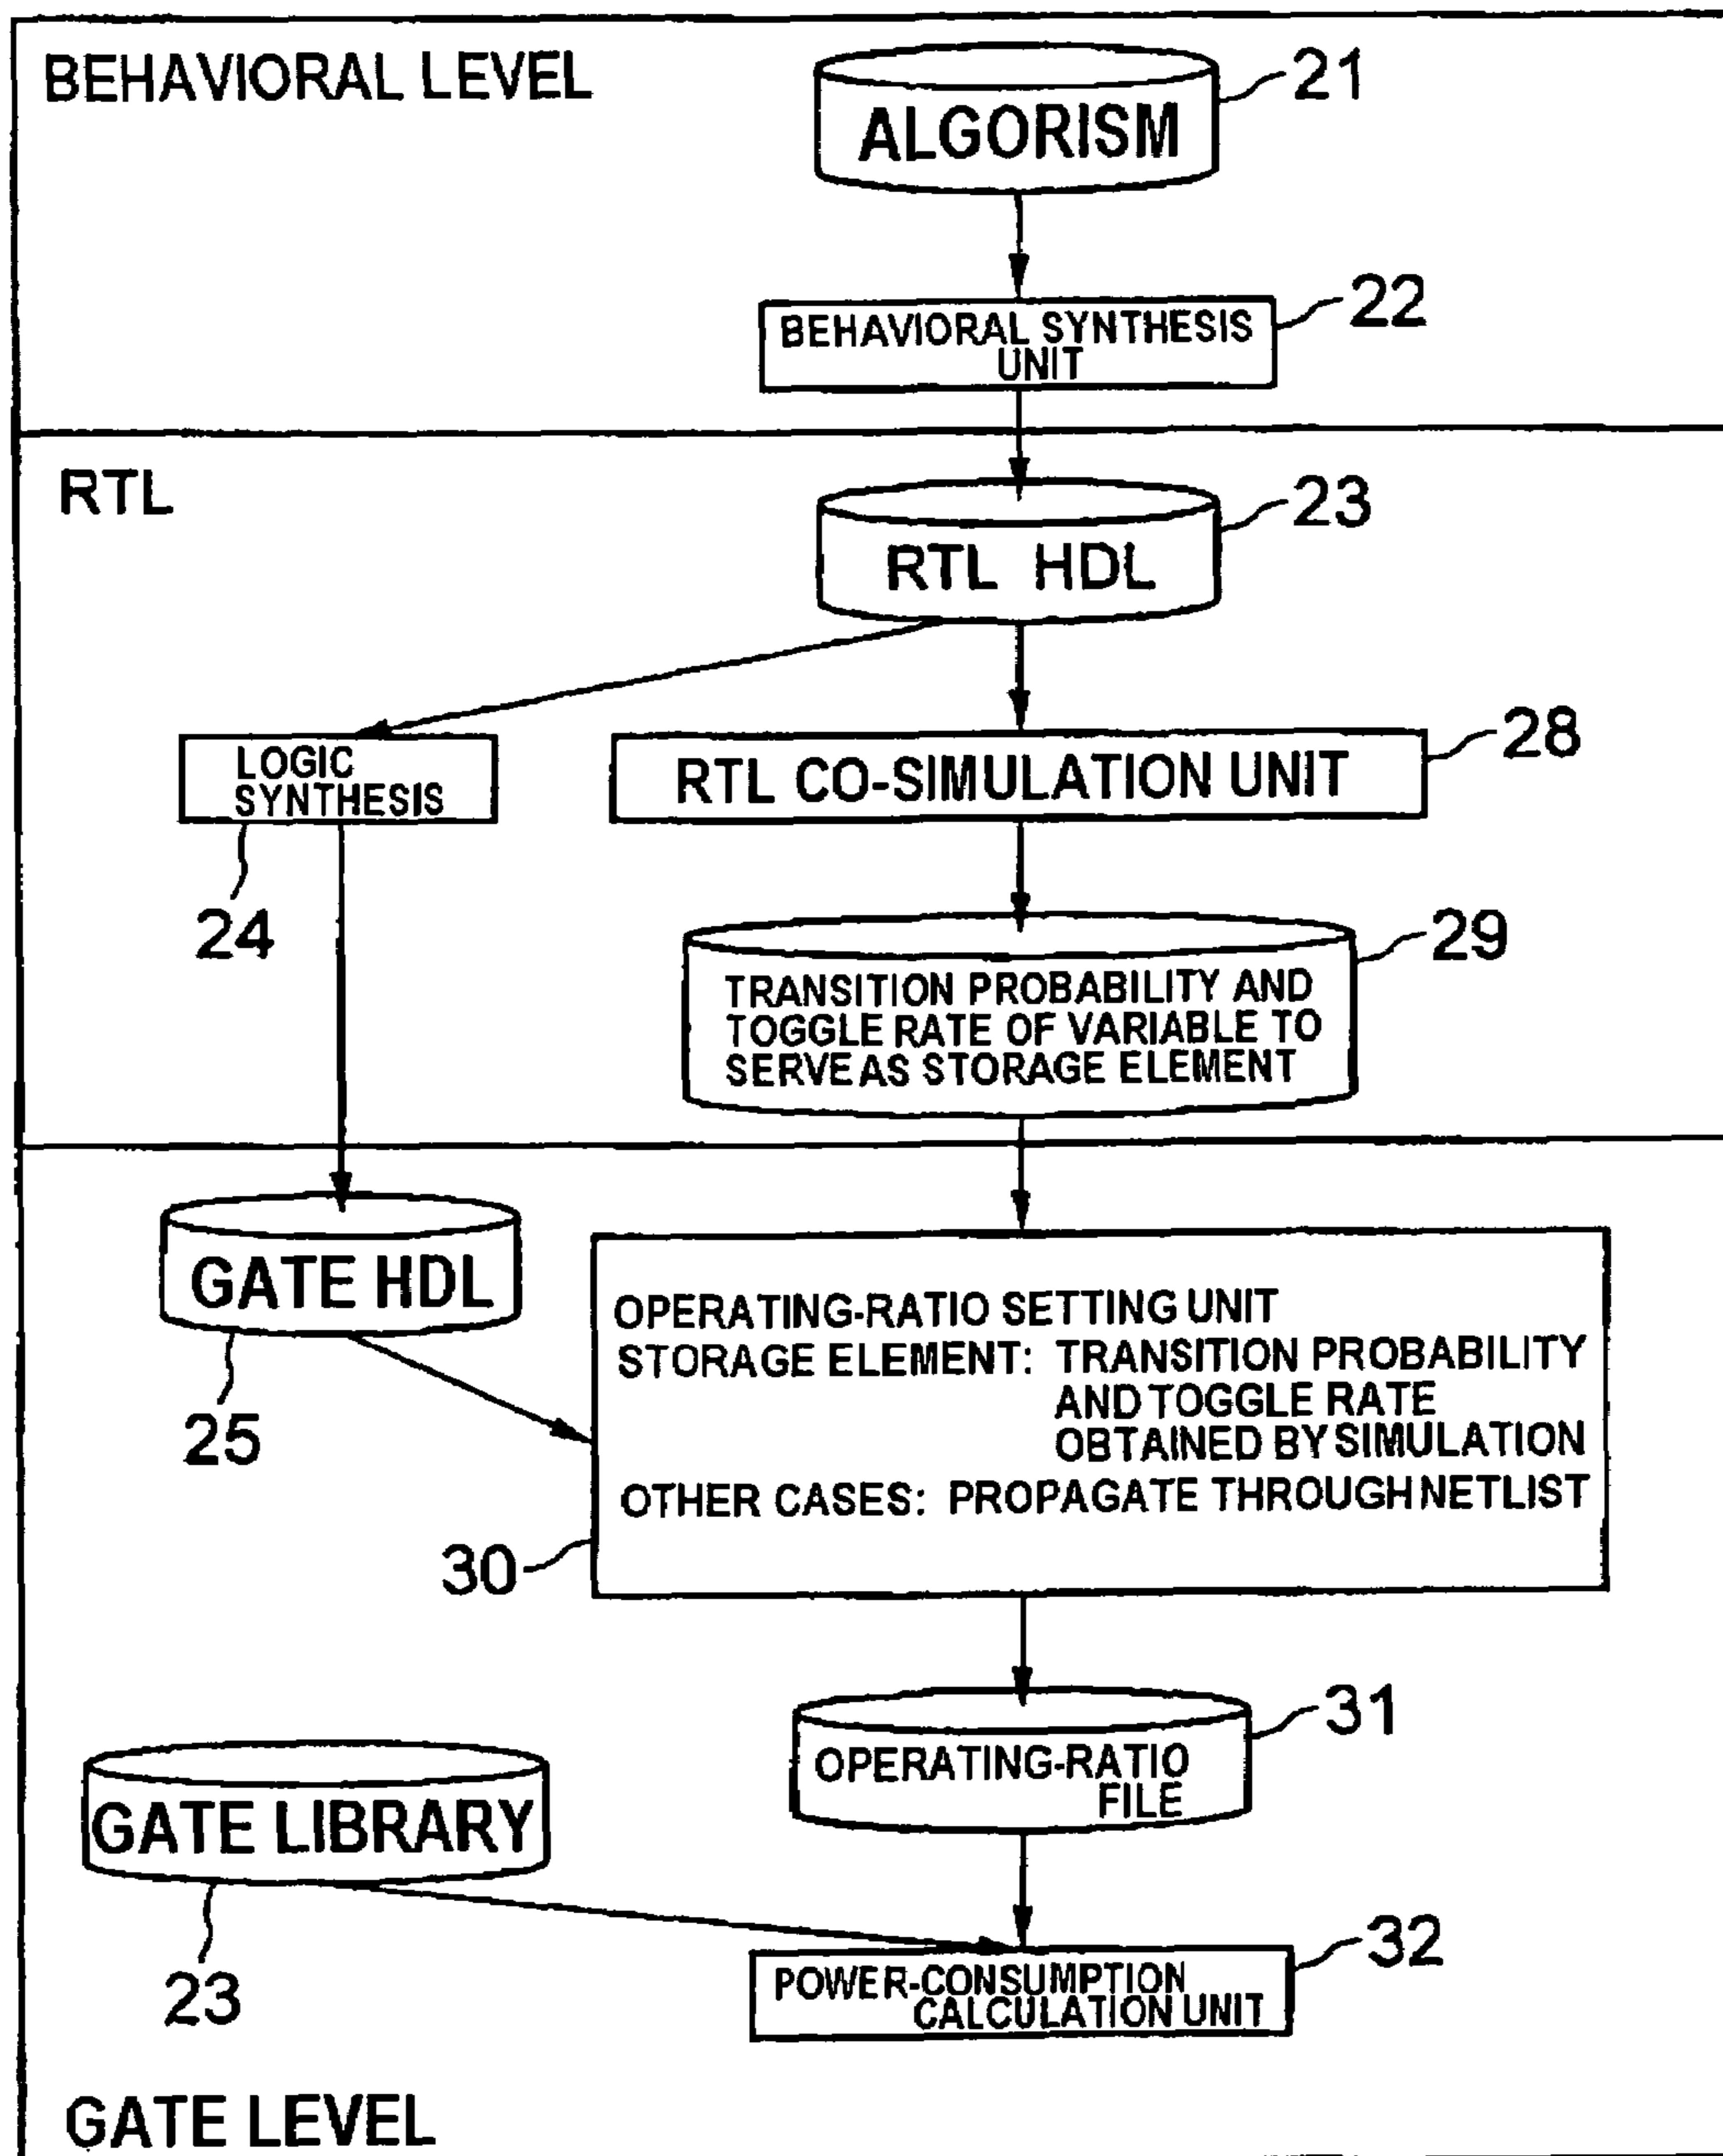 BEHAVIORAL LEVEL
21
ALGORISM
22
BEHAVIORAL SYNTHESIS
UNIT
RTL
23
RTL HDL
28
LOGIC
SYNTHESIS
RTL CO-SIMULATION UNIT
24
29
TRANSITION PROBABILITY AND
TOGGLE RATE OF VARIABLE TO
SERVE AS STORAGE ELEMENT
GATE HDL
25
OPERATING-RATIO SETTING UNIT
STORAGE ELEMENT: TRANSITION PROBABILITY
AND TOGGLE RATE
OBTAINED BY SIMULATION
OTHER CASES: PROPAGATE THROUGH NETLIST
30
31
OPERATING-RATIO
FILE
GATE LIBRARY
23
32
POWER-CONSUMPTION
CALCULATION UNIT
GATE LEVEL